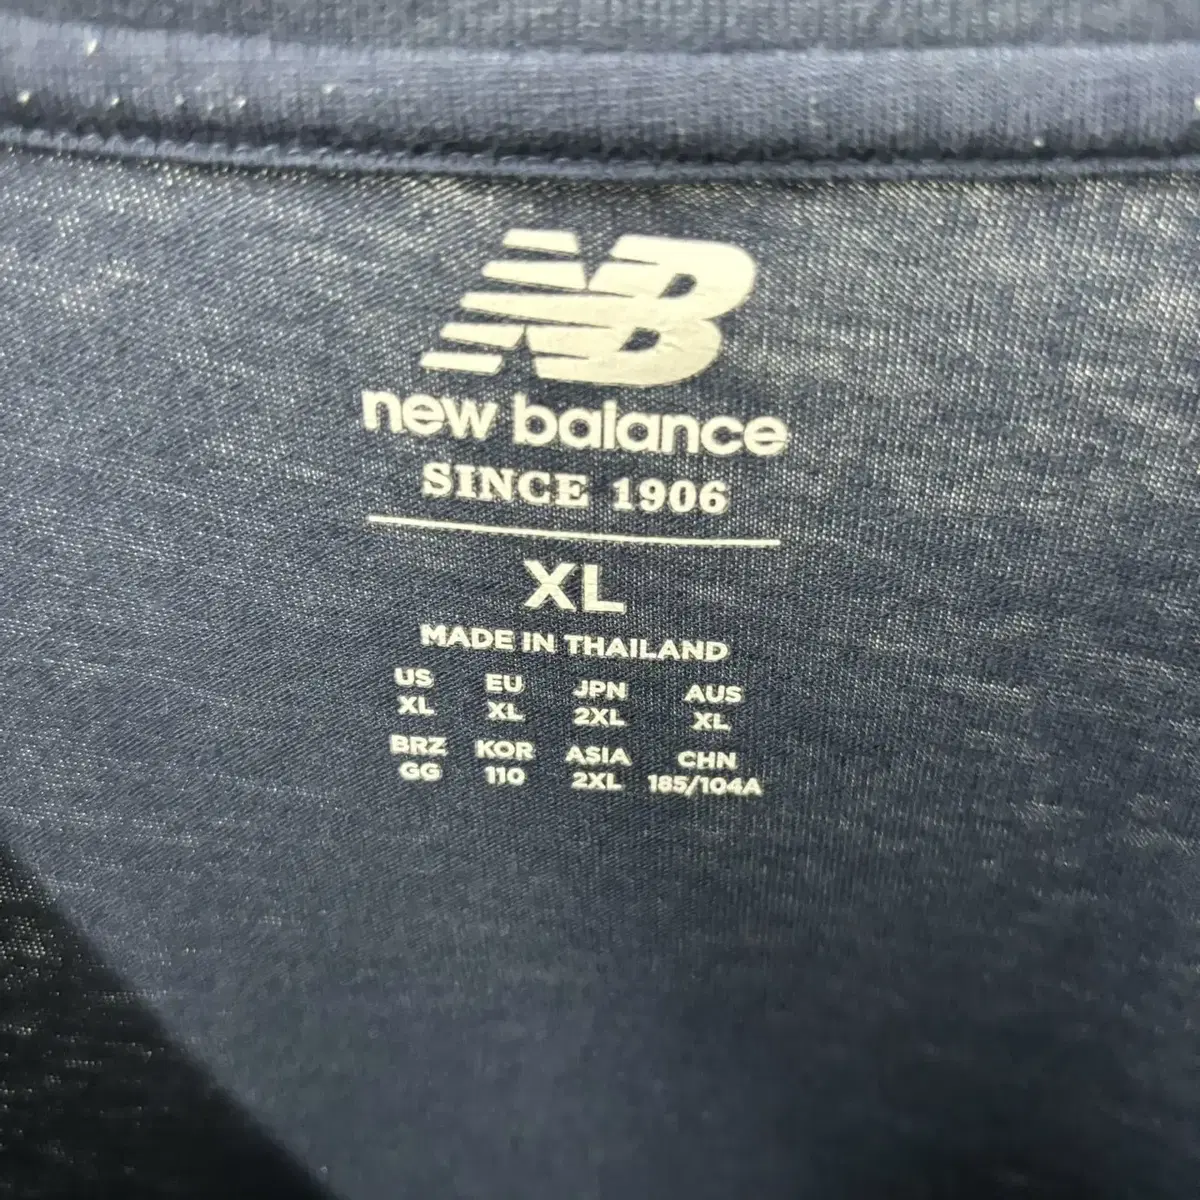 NB
new balance
SINCE 1906
XL
MADE IN THAILAND
US EU JPN AUS
XL XL 2XL XL
BRZ KOR ASIA CHN
GG 110 2XL 185/104A